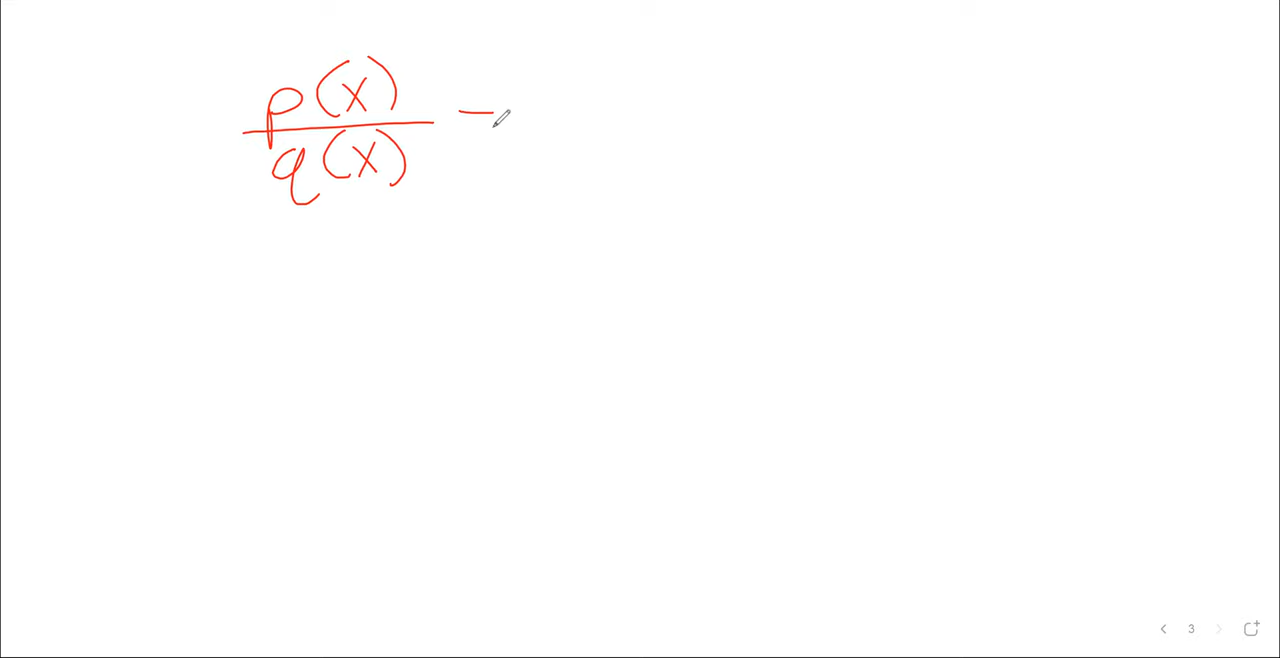 p(x)
q(x)
—
3